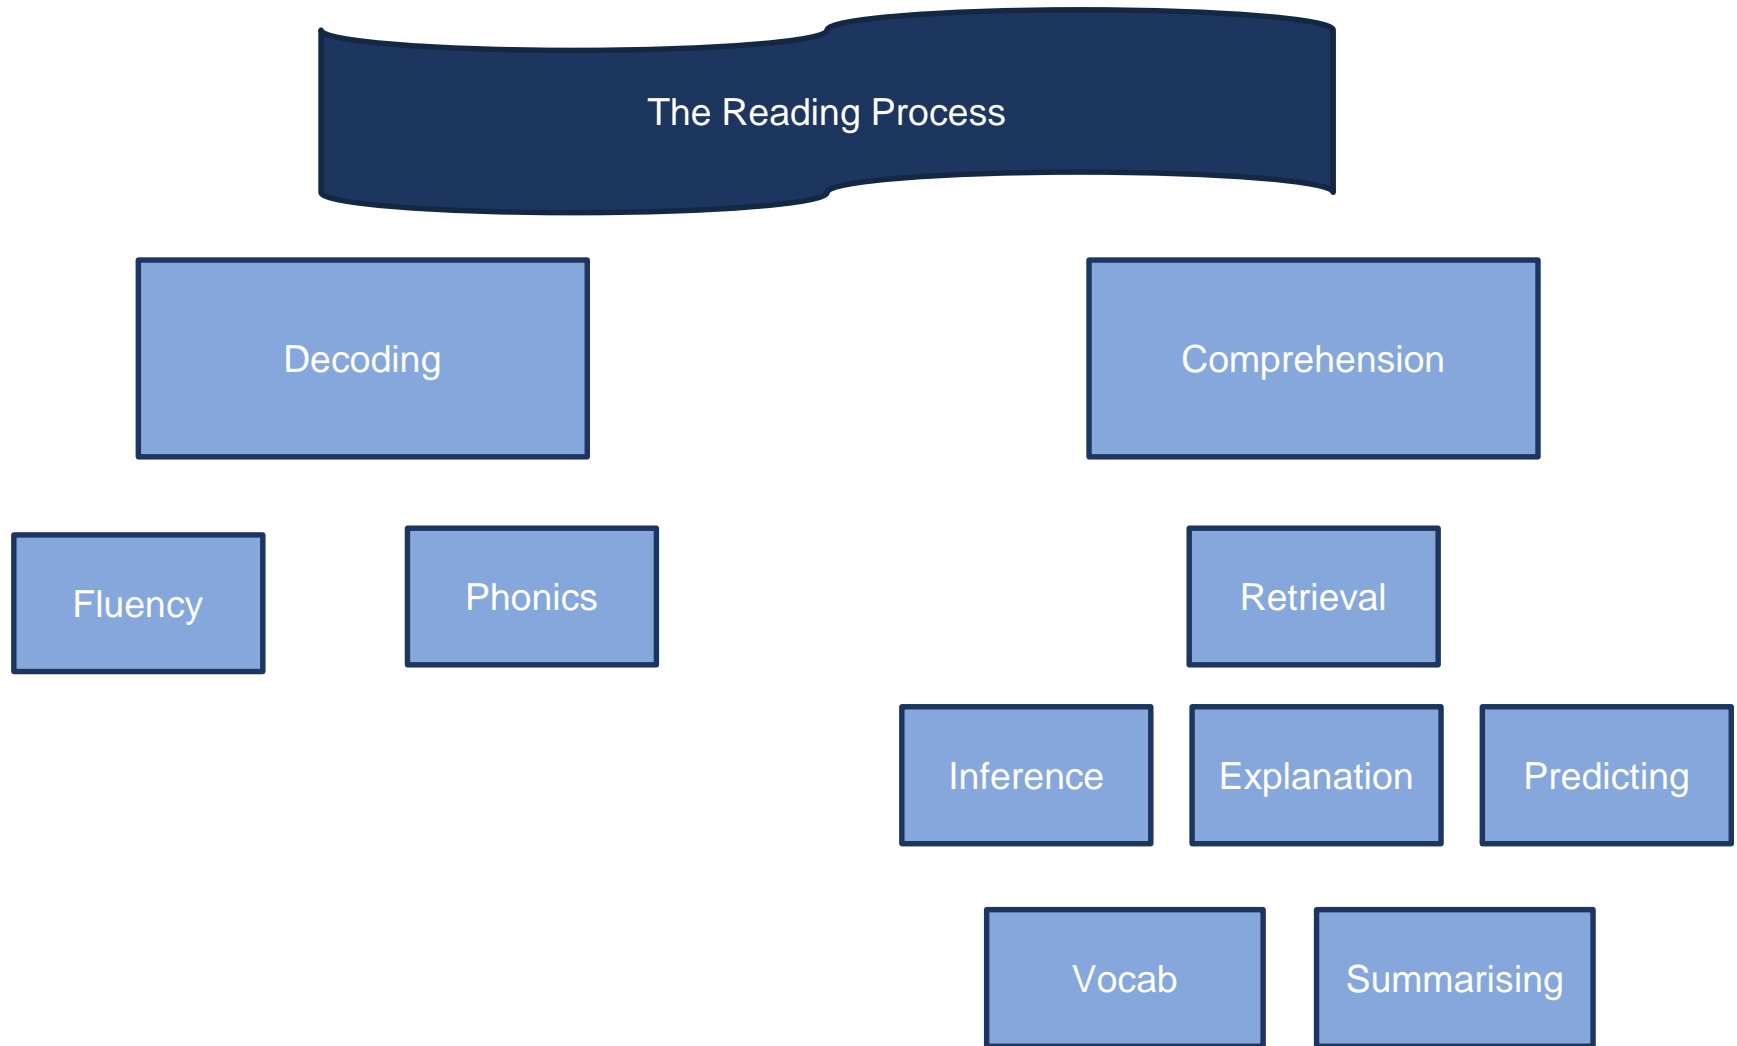 The Reading Process
Decoding
Comprehension
Fluency
Phonics
Retrieval
Inference
Explanation
Predicting
Vocab
Summarising